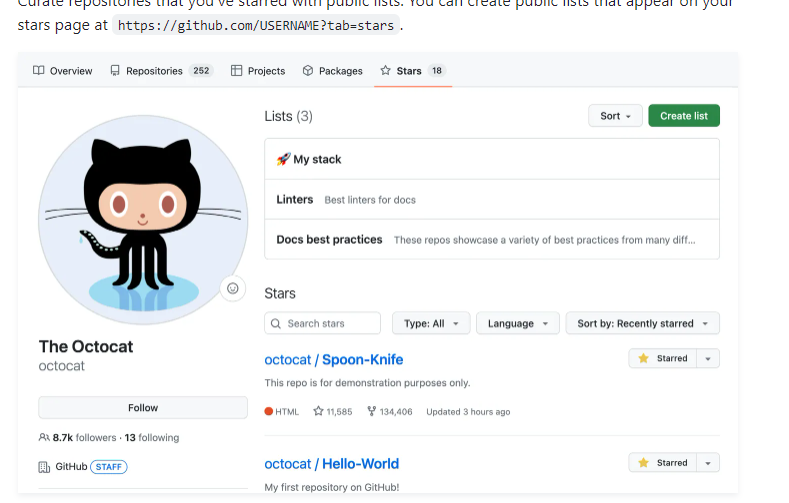 Curate repositories that you've starred with public lists. You can create public lists that appear on your
stars page at https://github.com/USERNAME?tab=stars .
Overview Repositories 252 Projects Packages Stars 18
Lists (3) Sort Create list
🚀 My stack
Linters Best linters for docs
Docs best practices These repos showcase a variety of best practices from many diff...
Stars
Search stars Type: All Language Sort by: Recently starred
The Octocat
octocat
Follow
8.7k followers · 13 following
GitHub STAFF
octocat / Spoon-Knife Starred
This repo is for demonstration purposes only.
HTML 11,585 134,406 Updated 3 hours ago
octocat / Hello-World Starred
My first repository on GitHub!